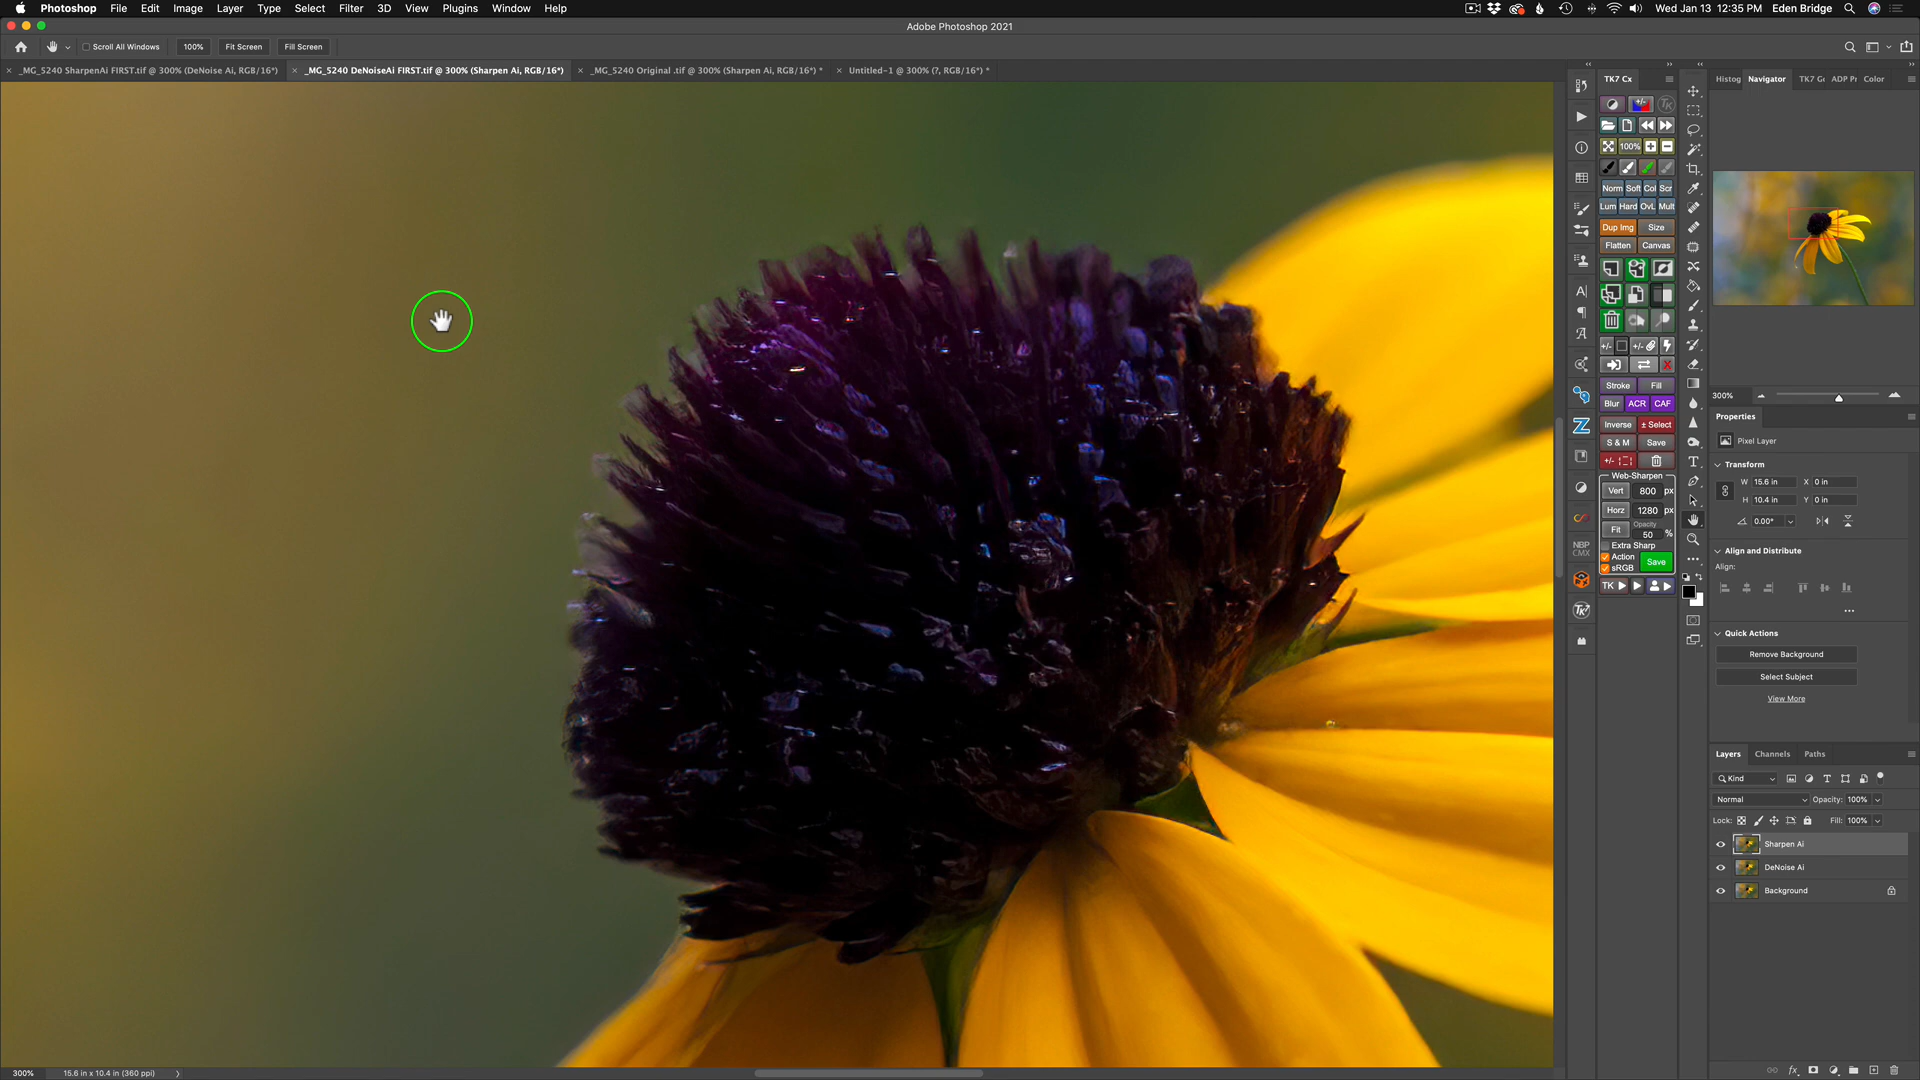 Photoshop File Edit Image Layer Type Select Filter 3D View Plugins Window Help
Wed Jan 13 12:35 PM Eden Bridge
Adobe Photoshop 2021
Scroll All Windows 100% Fit Screen Fill Screen
_MG_5240 SharpenAi FIRST.tif @ 300% (DeNoise Ai, RGB/16*)
_MG_5240 DeNoiseAi FIRST.tif @ 300% (Sharpen Ai, RGB/16*)
_MG_5240 Original .tif @ 300% (Sharpen Ai, RGB/16*) *
Untitled-1 @ 300% (?, RGB/16*) *
TK7 Cx
100%
Norm Soft Col Scr
Lum Hard OvL Mult
Dup Img Size
Flatten Canvas
Stroke Fill
Blur ACR CAF
Inverse ± Select
S & M Save
Web-Sharpen
Vert 800 px
Horz 1280 px
Fit Opacity 50 %
Extra Sharp
Action
sRGB
Save
TK
NBP
CMX
TK7
Histog Navigator TK7 G ADP Pr Color
300%
Properties
Pixel Layer
Transform
W 15.6 in X 0 in
H 10.4 in Y 0 in
0.00°
Align and Distribute
Align:
Quick Actions
Remove Background
Select Subject
View More
Layers Channels Paths
Kind
Normal Opacity: 100%
Lock: Fill: 100%
Sharpen Ai
DeNoise Ai
Background
fx
300% 15.6 in x 10.4 in (360 ppi)